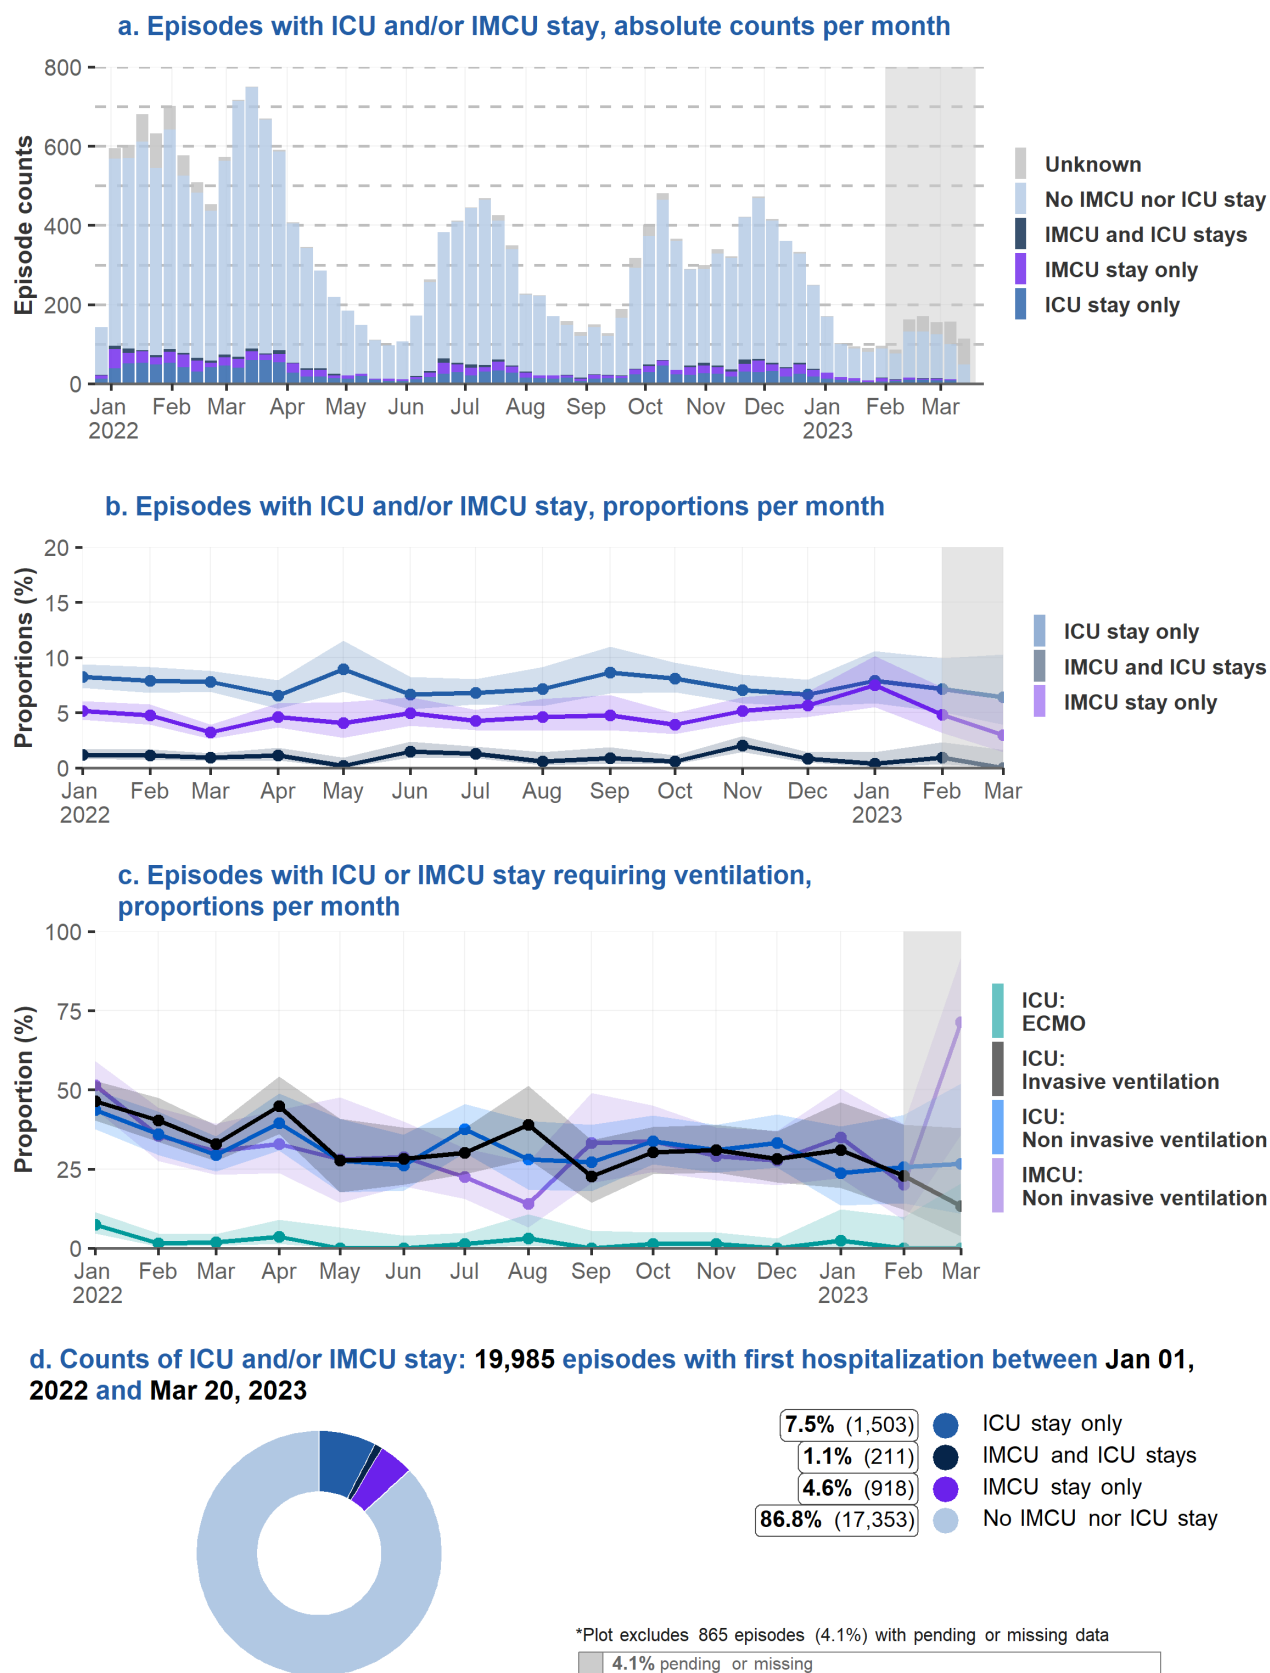 a. Episodes with ICU and/or IMCU stay, absolute counts per month
Episode counts
800
600
400
200
0
Jan Feb Mar Apr May Jun Jul Aug Sep Oct Nov Dec Jan Feb Mar
2022 2023
Unknown
No IMCU nor ICU stay
IMCU and ICU stays
IMCU stay only
ICU stay only
b. Episodes with ICU and/or IMCU stay, proportions per month
Proportions (%)
20
15
10
5
0
Jan Feb Mar Apr May Jun Jul Aug Sep Oct Nov Dec Jan Feb Mar
2022 2023
ICU stay only
IMCU and ICU stays
IMCU stay only
c. Episodes with ICU or IMCU stay requiring ventilation,
proportions per month
Proportion (%)
100
75
50
25
0
Jan Feb Mar Apr May Jun Jul Aug Sep Oct Nov Dec Jan Feb Mar
2022 2023
ICU:
ECMO
ICU:
Invasive ventilation
ICU:
Non invasive ventilation
IMCU:
Non invasive ventilation
d. Counts of ICU and/or IMCU stay: 19,985 episodes with first hospitalization between Jan 01,
2022 and Mar 20, 2023
7.5% (1,503) ICU stay only
1.1% (211) IMCU and ICU stays
4.6% (918) IMCU stay only
86.8% (17,353) No IMCU nor ICU stay
*Plot excludes 865 episodes (4.1%) with pending or missing data
4.1% pending or missing